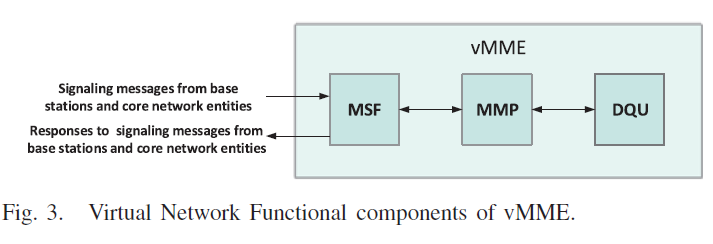 vMME
Signaling messages from base
stations and core network entities
Responses to signaling messages from
base stations and core network entities
MSF
MMP
DQU
Fig. 3. Virtual Network Functional components of vMME.